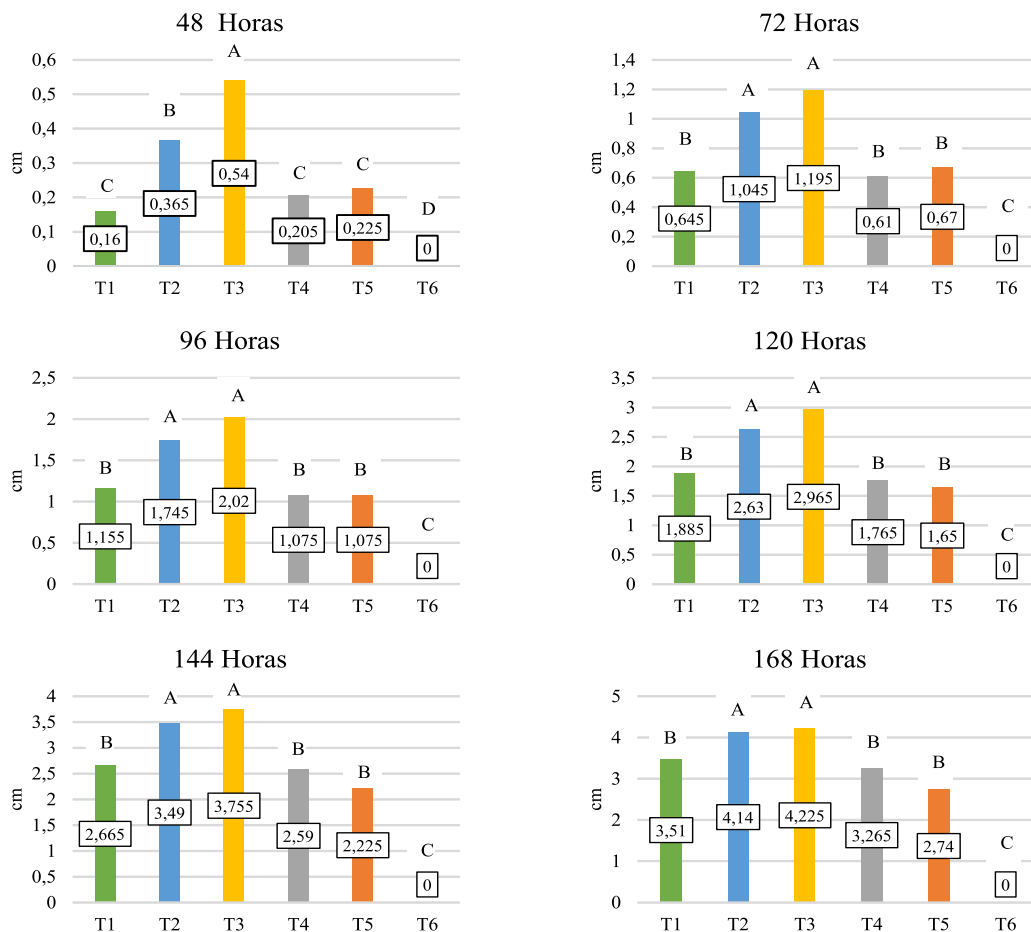 48  Horas
A
0,6
0,5
B
0,4
cm
0,3
C
C
C
0,54
0,2
D
0,365
0,1
0,205
0,225
0,16
0
0
T1 T2 T3 T4 T5 T6
72 Horas
1,4
A
A
1,2
1
B
B
B
0,8
cm
0,6
1,195
C
1,045
0,4
0,645
0,61
0,67
0,2
0
0
T1 T2 T3 T4 T5 T6
96 Horas
2,5
A
A
2
B
B
B
1,5
cm
1
C
2,02
1,745
0,5
1,155
1,075
1,075
0
0
T1 T2 T3 T4 T5 T6
120 Horas
3,5
A
A
3
B
B
B
2,5
cm
2
1,5
2,965
C
2,63
1
1,885
1,765
1,65
0,5
0
0
T1 T2 T3 T4 T5 T6
144 Horas
4
A
A
3,5
B
B
B
3
cm
2,5
2
3,755
1,5
3,49
C
2,665
2,59
1
2,225
0,5
0
0
T1 T2 T3 T4 T5 T6
168 Horas
5
A
A
B
B
4
B
cm
3
2
4,225
C
4,14
3,51
3,265
1
2,74
0
0
T1 T2 T3 T4 T5 T6